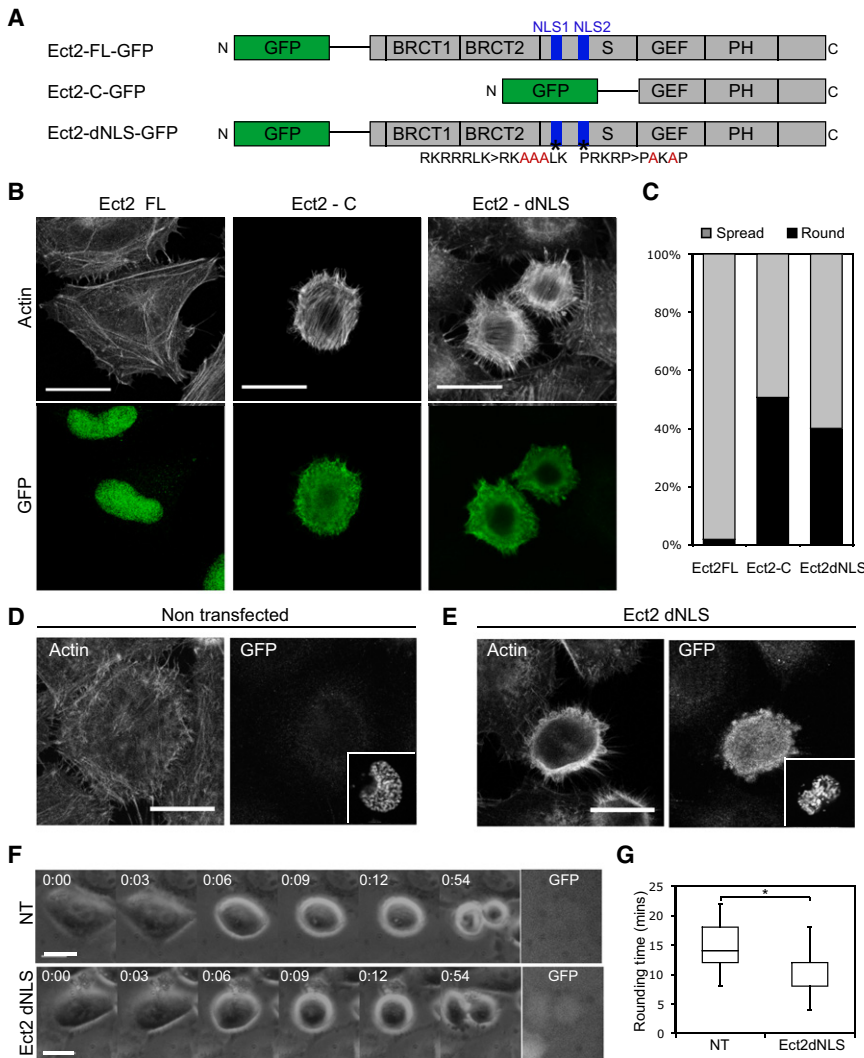 A
NLS1 NLS2
Ect2-FL-GFP N GFP BRCT1 BRCT2 S GEF PH C
Ect2-C-GFP N GFP GEF PH C
Ect2-dNLS-GFP N GFP BRCT1 BRCT2 S GEF PH C
* *
RKRRRLK>RKAAALK PRKRP>PAKAP
B
Ect2 FL Ect2 - C Ect2 - dNLS
Actin
GFP
C
Spread Round
100%
80%
60%
40%
20%
0%
Ect2FL Ect2-C Ect2dNLS
D
Non transfected
Actin GFP
E
Ect2 dNLS
Actin GFP
F
NT
0:00 0:03 0:06 0:09 0:12 0:54 GFP
Ect2 dNLS
0:00 0:03 0:06 0:09 0:12 0:54 GFP
G
Rounding time (mins)
25
20
15
10
5
0
*
NT Ect2dNLS